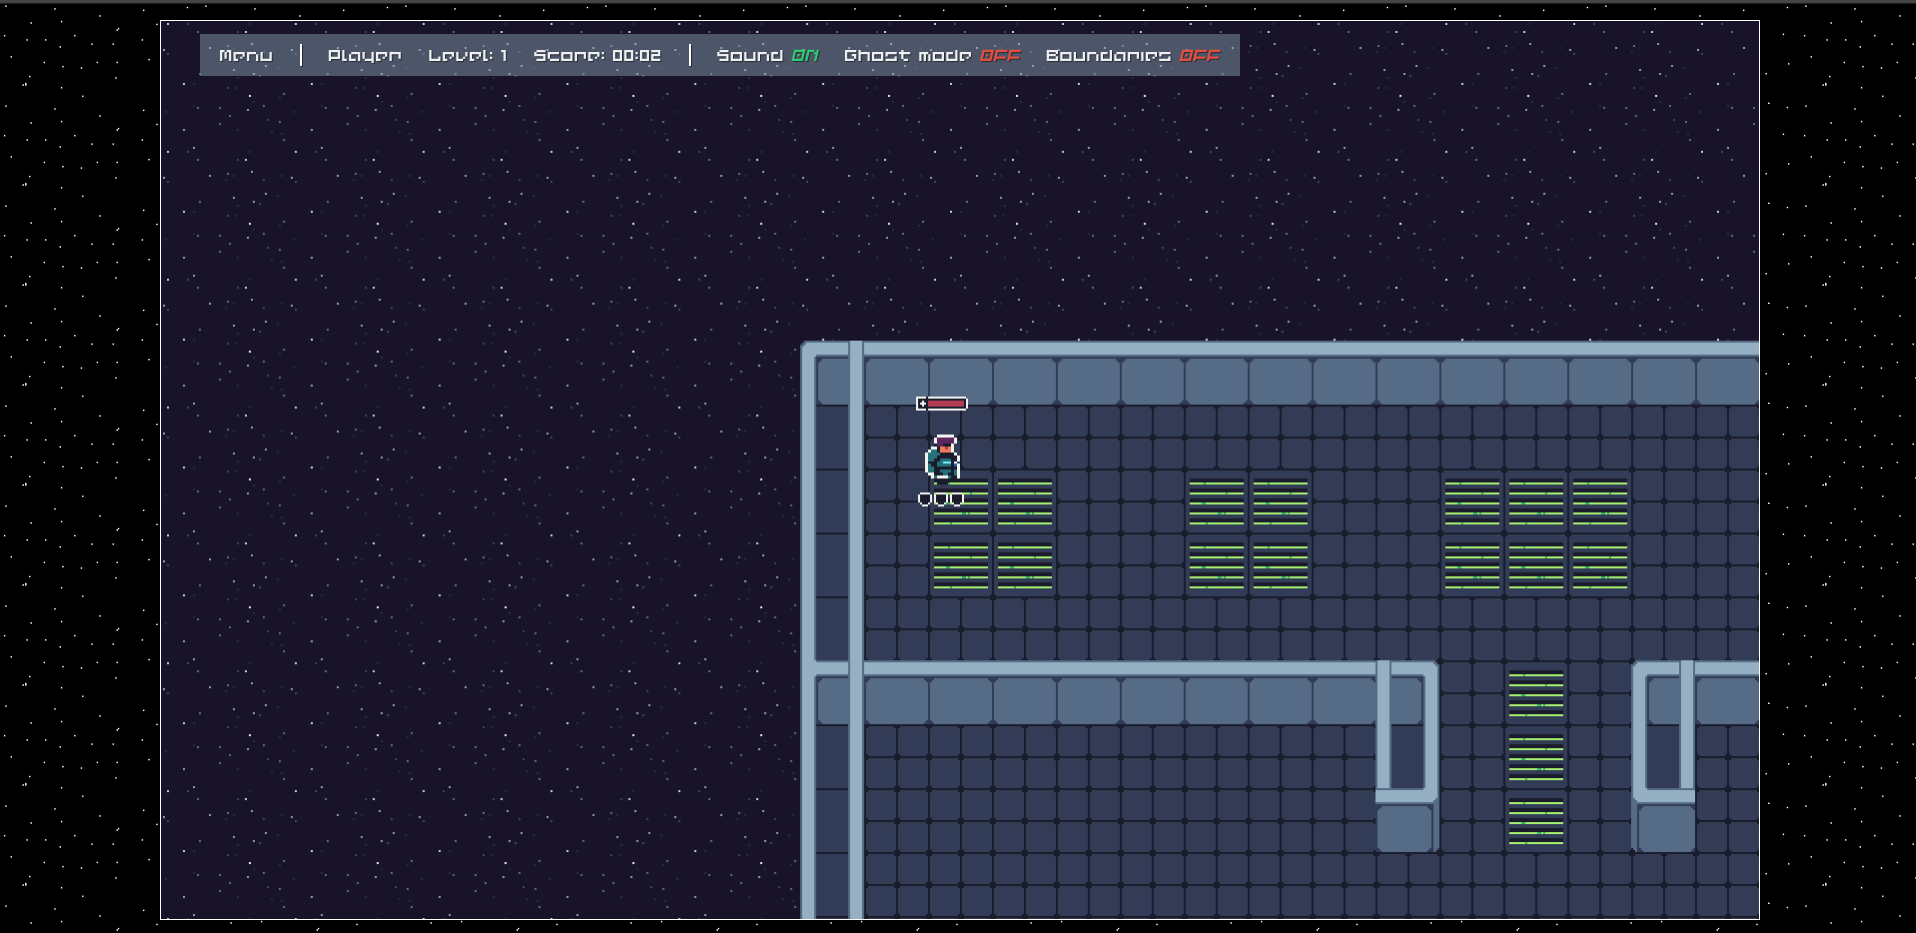 Menu | Player Level: 1 Score: 00:02 | Sound ON Ghost mode OFF Boundaries OFF